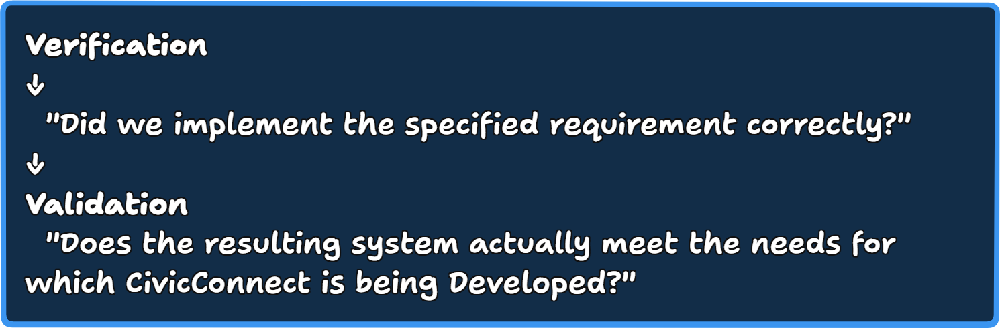 Verification
↓
"Did we implement the specified requirement correctly?"
↓
Validation
"Does the resulting system actually meet the needs for
which CivicConnect is being Developed?"